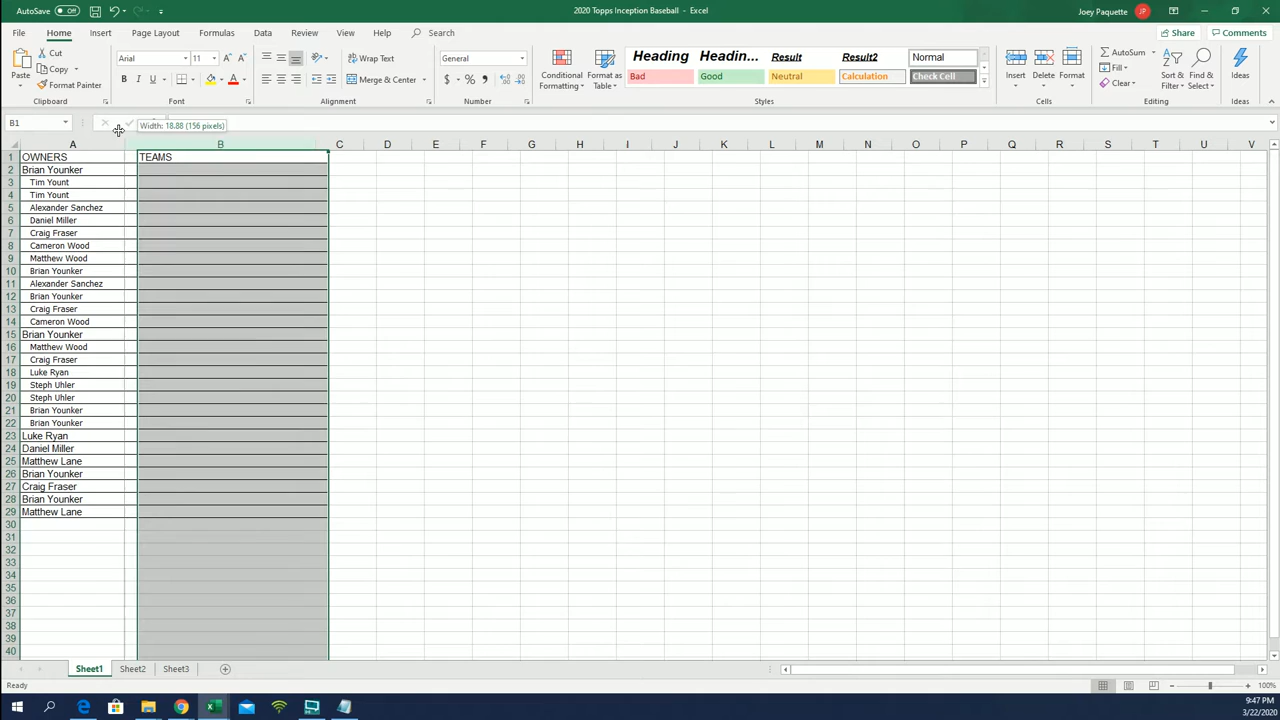 AutoSave Off 2020 Topps Inception Baseball - Excel Joey Paquette JP
File Home Insert Page Layout Formulas Data Review View Help Search Share Comments
Paste Cut Copy Format Painter Clipboard
Arial 11 A A B I U A Font
Wrap Text Merge & Center Alignment
General $ % , Number
Conditional Formatting Format as Table
Heading Headin... Result Result2 Normal
Bad Good Neutral Calculation Check Cell
Styles
Insert Delete Format Cells
AutoSum Fill Clear Sort & Filter Find & Select Editing
Ideas Ideas
B1 Width: 18.88 (156 pixels)
A B C D E F G H I J K L M N O P Q R S T U V
1 OWNERS TEAMS
2 Brian Younker
3 Tim Yount
4 Tim Yount
5 Alexander Sanchez
6 Daniel Miller
7 Craig Fraser
8 Cameron Wood
9 Matthew Wood
10 Brian Younker
11 Alexander Sanchez
12 Brian Younker
13 Craig Fraser
14 Cameron Wood
15 Brian Younker
16 Matthew Wood
17 Craig Fraser
18 Luke Ryan
19 Steph Uhler
20 Steph Uhler
21 Brian Younker
22 Brian Younker
23 Luke Ryan
24 Daniel Miller
25 Matthew Lane
26 Brian Younker
27 Craig Fraser
28 Brian Younker
29 Matthew Lane
30
31
32
33
34
35
36
37
38
39
40
Sheet1 Sheet2 Sheet3
Ready 100%
9:47 PM
3/22/2020